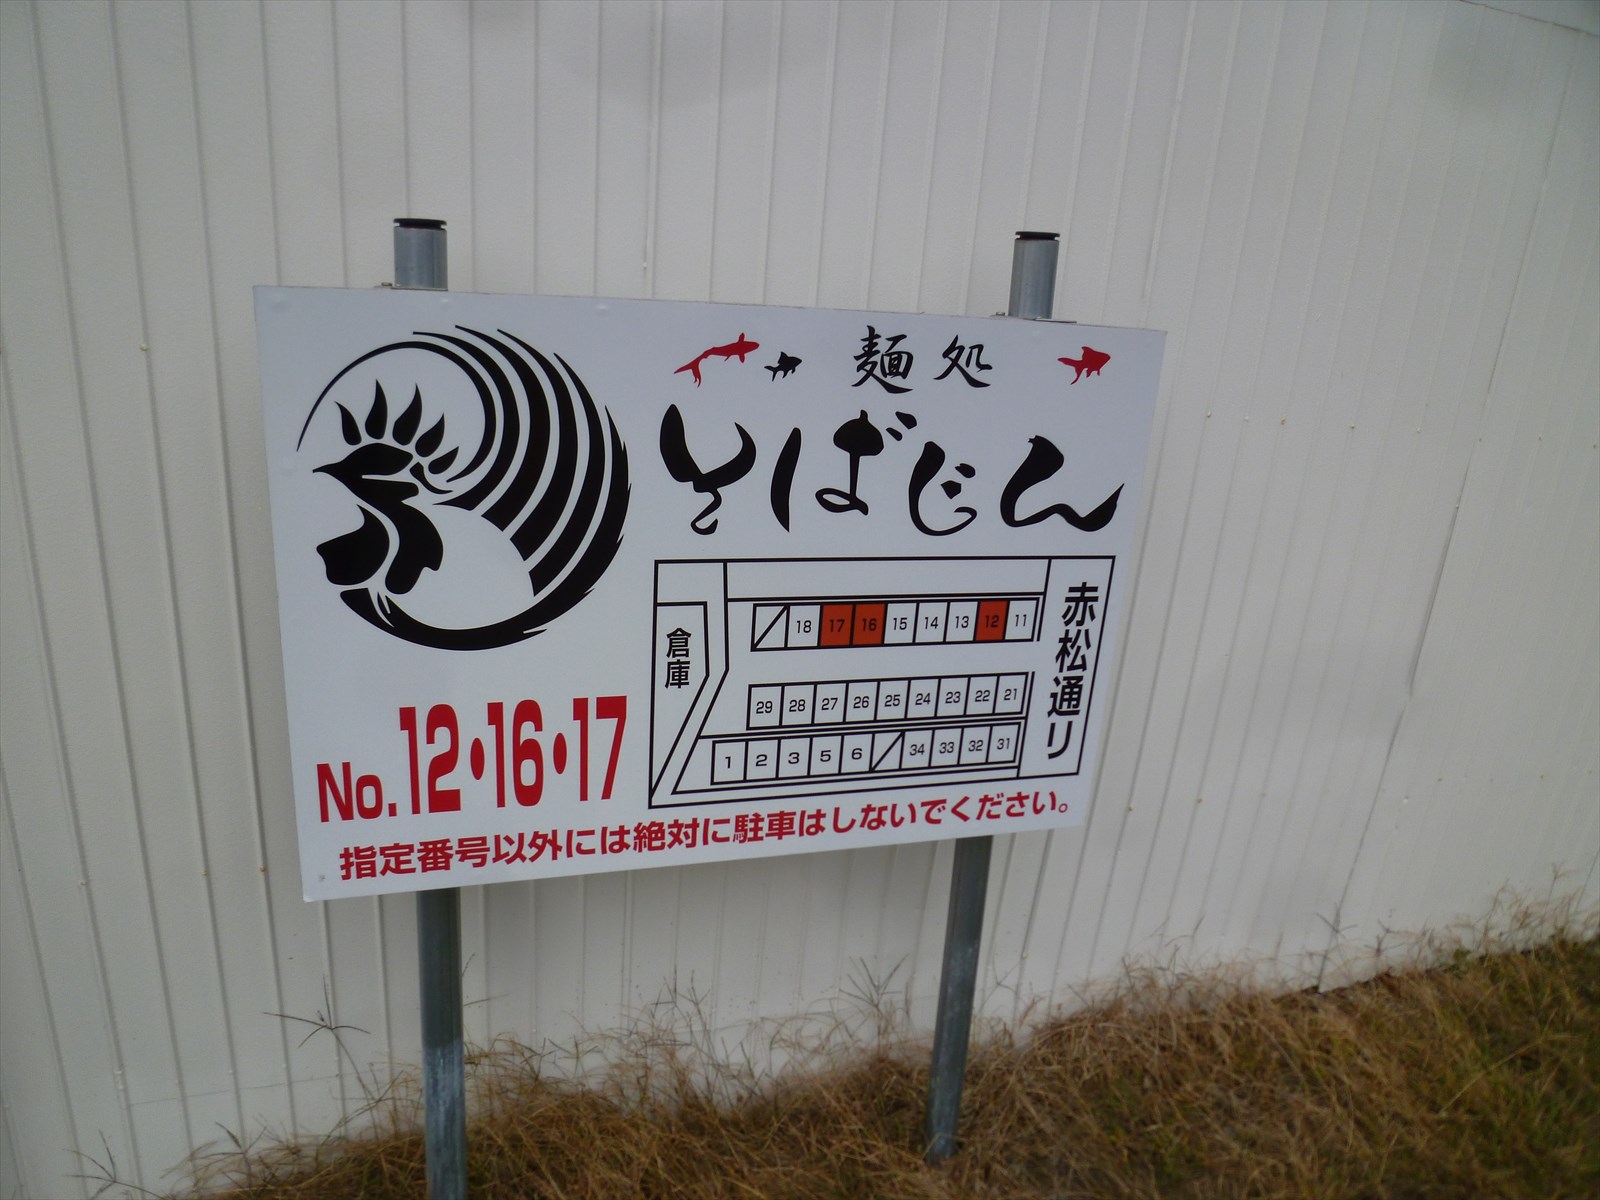 麺処
そばじん
18 17 16 15 14 13 12 11
倉庫
赤松通り
29 28 27 26 25 24 23 22 21
1 2 3 5 6 34 33 32 31
No.12・16・17
指定番号以外には絶対に駐車はしないでください。